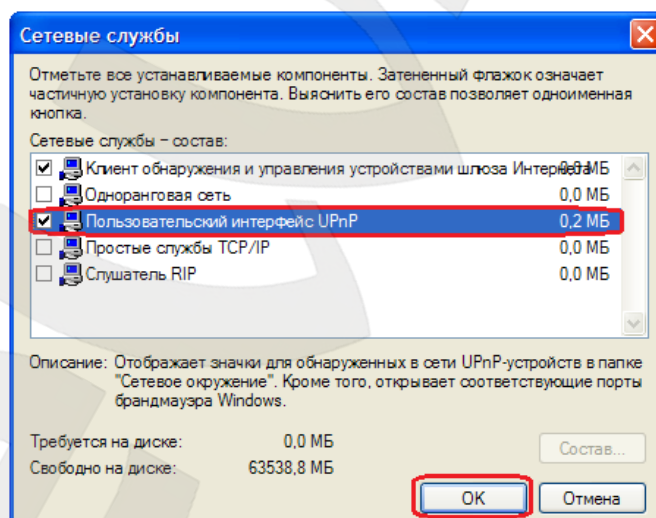 Сетевые службы
Отметьте все устанавливаемые компоненты. Затененный флажок означает
частичную установку компонента. Выяснить его состав позволяет одноименная
кнопка.
Сетевые службы – состав:
Клиент обнаружения и управления устройствами шлюза Интернета 0,0 МБ
Одноранговая сеть 0,0 МБ
Пользовательский интерфейс UPnP 0,2 МБ
Простые службы TCP/IP 0,0 МБ
Слушатель RIP 0,0 МБ
Описание: Отображает значки для обнаруженных в сети UPnP-устройств в папке
"Сетевое окружение". Кроме того, открывает соответствующие порты
брандмауэра Windows.
Требуется на диске: 0,0 МБ
Состав...
Свободно на диске: 63538,8 МБ
OK Отмена